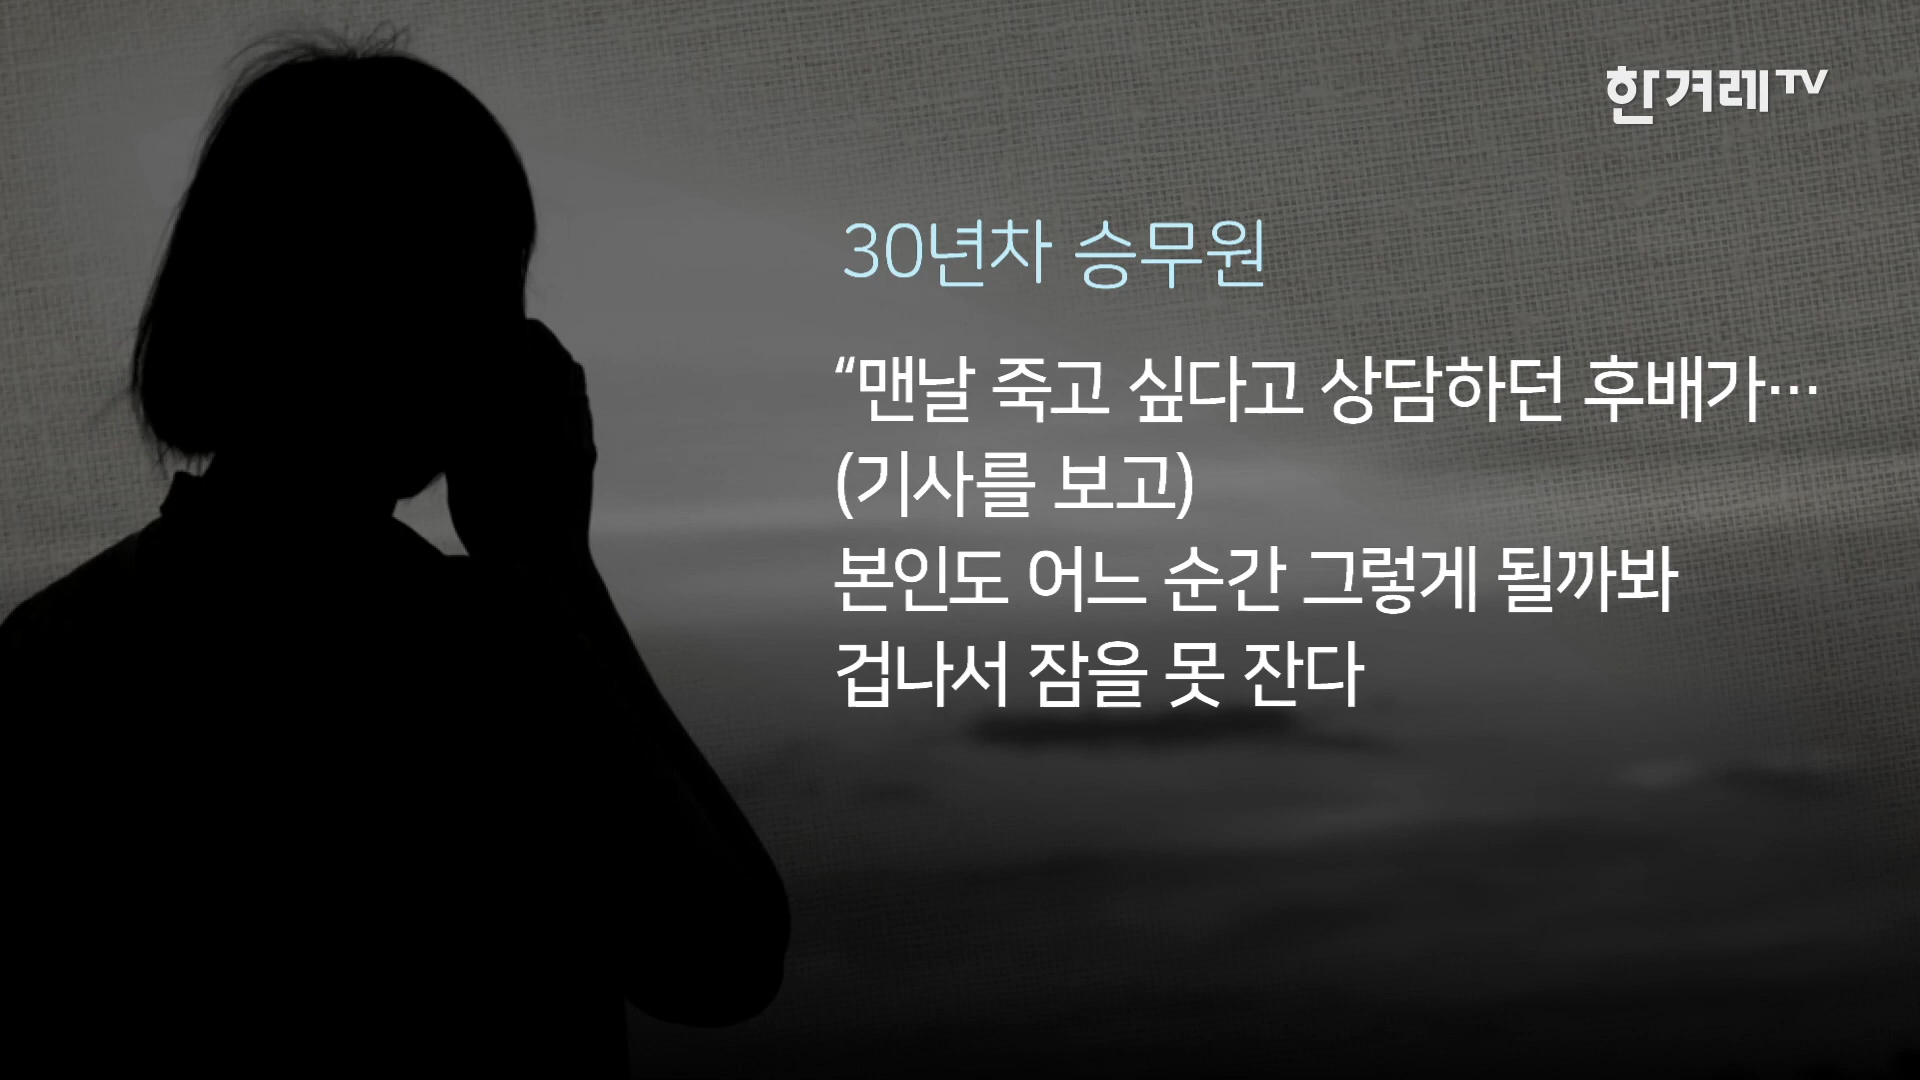 한겨레TV
30년차 승무원
“맨날 죽고 싶다고 상담하던 후배가…
(기사를 보고)
본인도 어느 순간 그렇게 될까봐
겁나서 잠을 못 잔다